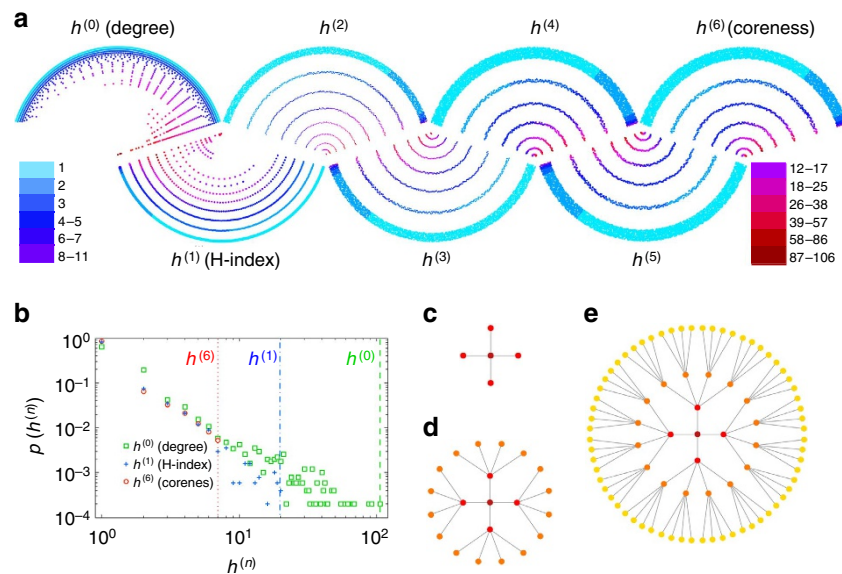 a
h(0) (degree)
h(2)
h(4)
h(6) (coreness)
1
2
3
4–5
6–7
8–11
12–17
18–25
26–38
39–57
58–86
87–106
h(1) (H-index)
h(3)
h(5)
b
p (h(n))
10^0
10^-1
10^-2
10^-3
10^-4
h(6)
h(1)
h(0)
h(0) (degree)
h(1) (H-index)
h(6) (corenes)
10^0
10^1
10^2
h(n)
c
d
e